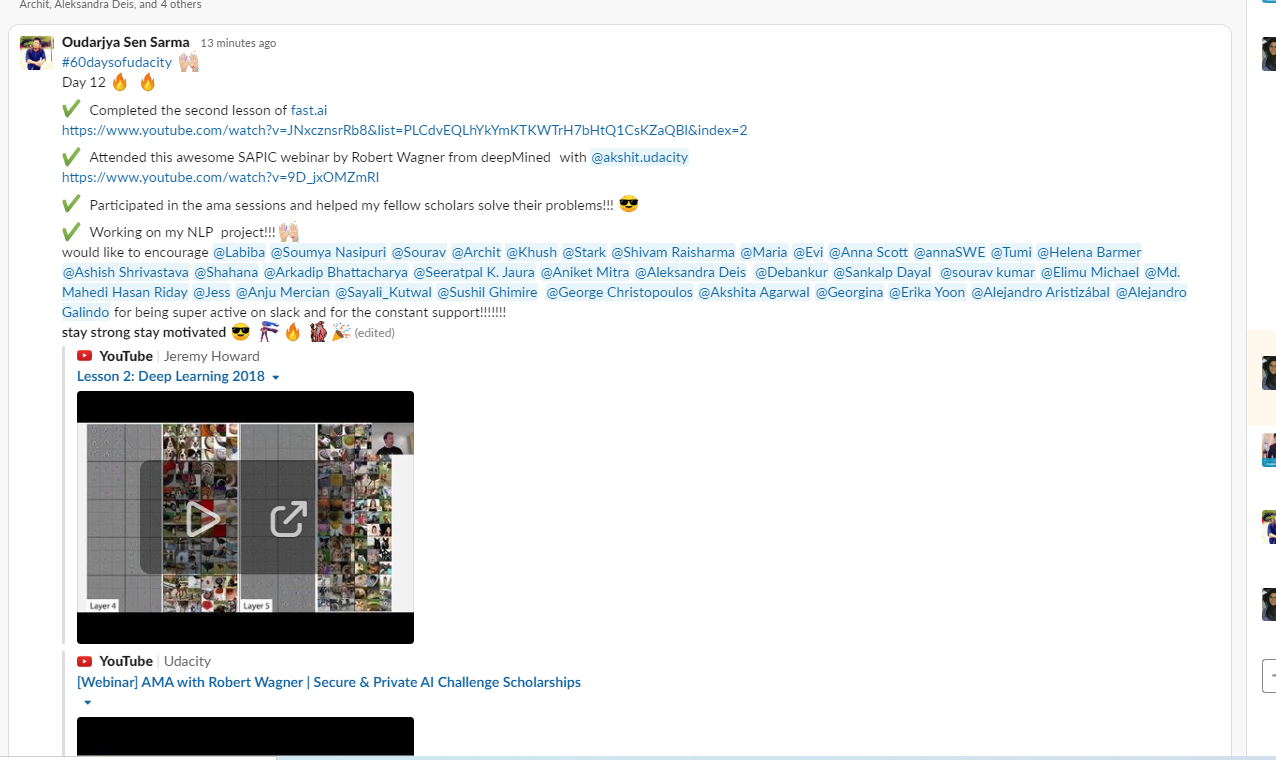 Archit, Aleksandra Deis, and 4 others
Oudarjya Sen Sarma 13 minutes ago
#60daysofudacity
Day 12
Completed the second lesson of fast.ai
https://www.youtube.com/watch?v=JNxcznsrRb8&list=PLCdvEQLhYkYmKTKWTrH7bHtQ1CsKZaQBl&index=2
Attended this awesome SAPIC webinar by Robert Wagner from deepMined with @akshit.udacity
https://www.youtube.com/watch?v=9D_jxOMZmRI
Participated in the ama sessions and helped my fellow scholars solve their problems!!!
Working on my NLP project!!!
would like to encourage @Labiba @Soumya Nasipuri @Sourav @Archit @Khush @Stark @Shivam Raisharma @Maria @Evi @Anna Scott @annaSWE @Tumi @Helena Barmer
@Ashish Shrivastava @Shahana @Arkadip Bhattacharya @Seeratpal K. Jaura @Aniket Mitra @Aleksandra Deis @Debankur @Sankalp Dayal @sourav kumar @Elimu Michael @Md.
Mahedi Hasan Riday @Jess @Anju Mercian @Sayali_Kutwal @Sushil Ghimire @George Christopoulos @Akshita Agarwal @Georgina @Erika Yoon @Alejandro Aristizábal @Alejandro
Galindo for being super active on slack and for the constant support!!!!!!!
stay strong stay motivated (edited)
YouTube Jeremy Howard
Lesson 2: Deep Learning 2018
Layer 4 Layer 5
YouTube Udacity
[Webinar] AMA with Robert Wagner | Secure & Private AI Challenge Scholarships